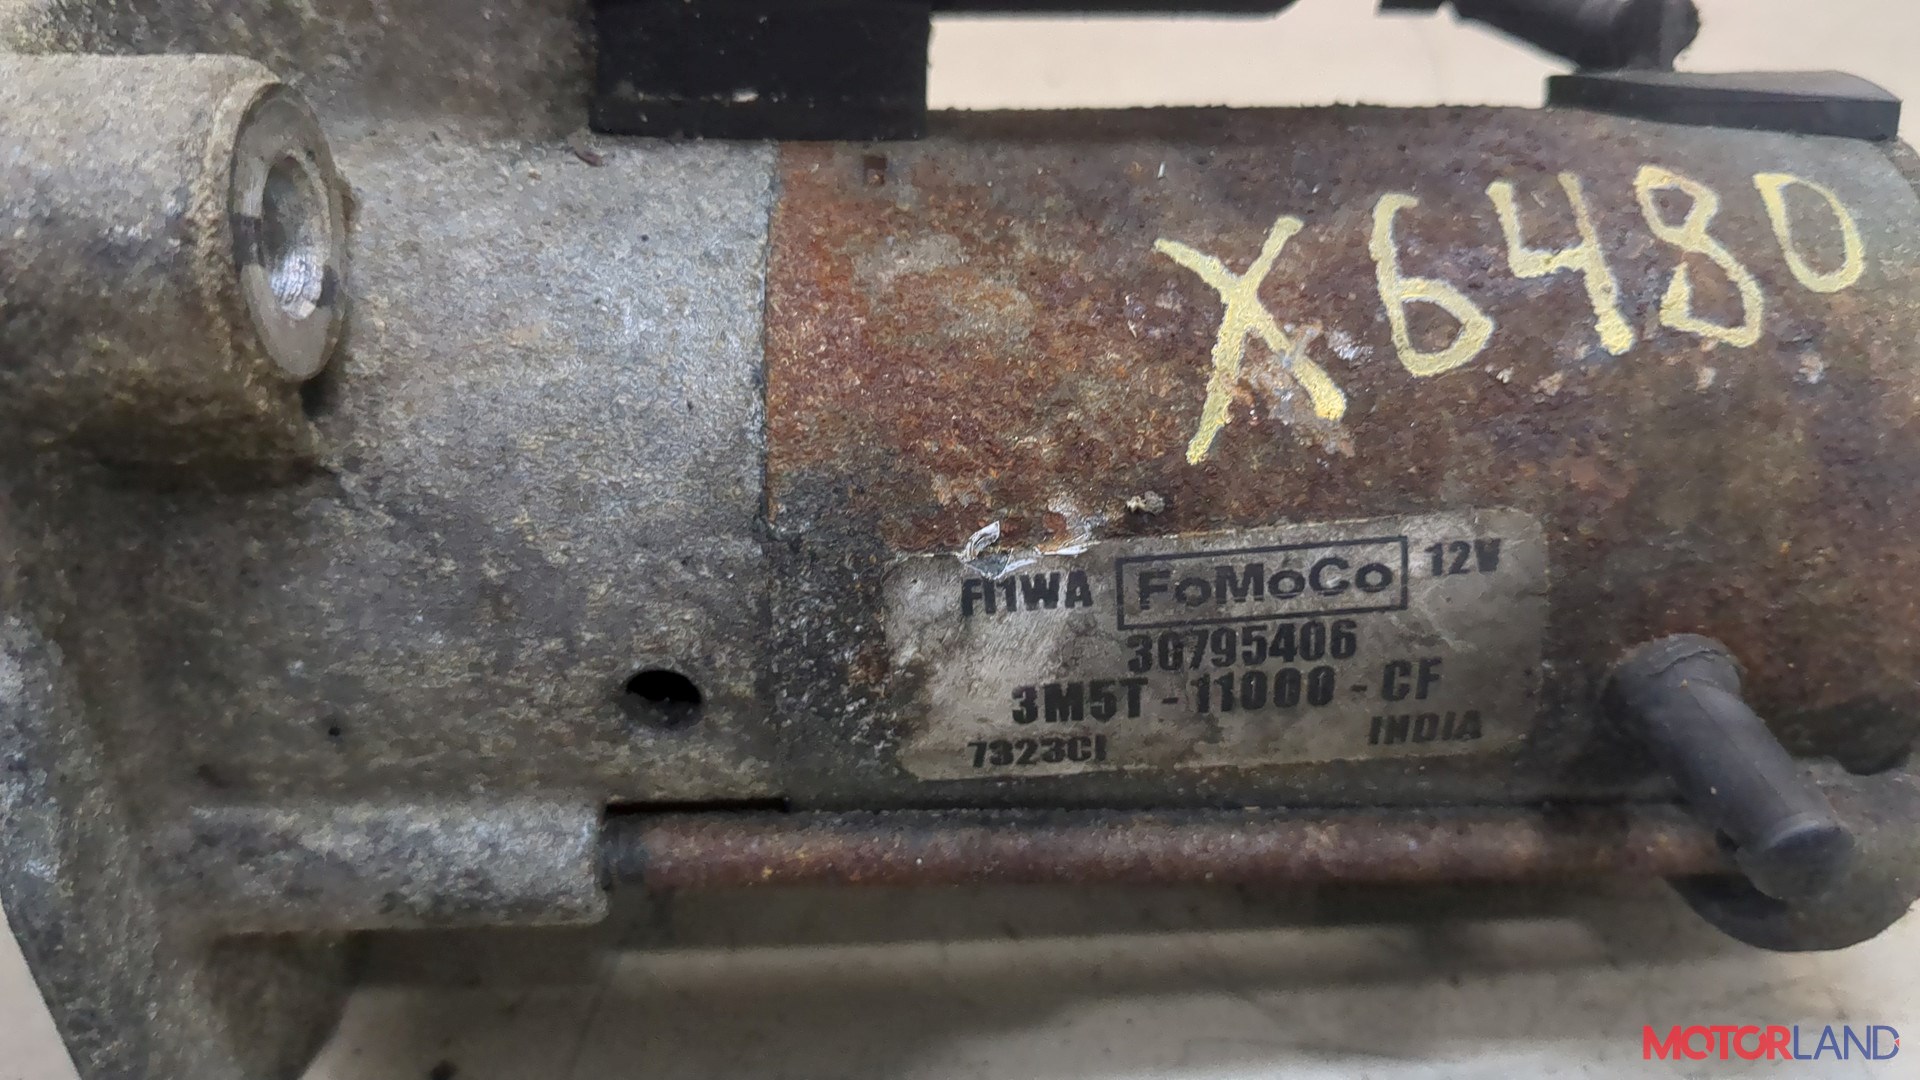 X6480
FI1WA FoMoCo 12V
30795406
3M5T-11000-CF
7323CI INDIA
MOTORLAND